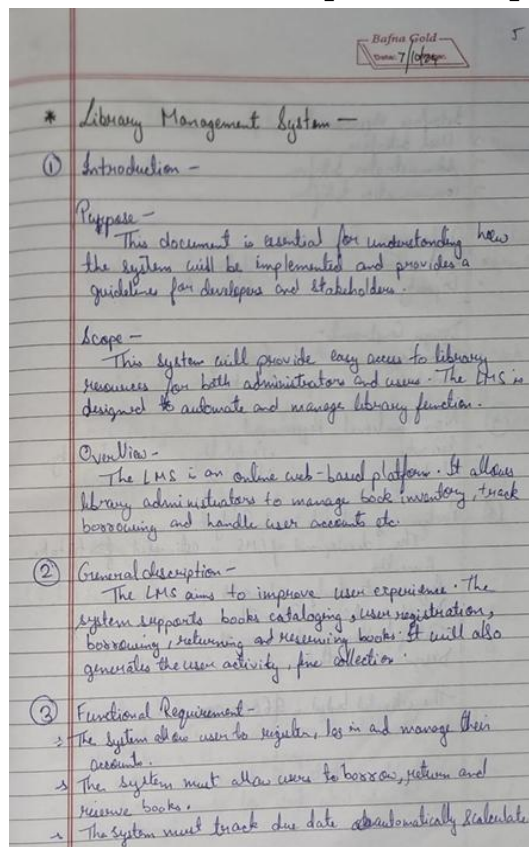 Bafna Gold
Date: 7/10/24 Page:
5
* Library Management System -
① Introduction -
Purpose -
This document is essential for understanding how
the system will be implemented and provides a
guideline for developers and stakeholders.
Scope -
This system will provide easy access to library
resources for both administrators and users. The LMS is
designed to automate and manage library function.
OverView -
The LMS is an online web-based platform. It allows
library administrators to manage book inventory, track
borrowing and handle user accounts etc.
② General description -
The LMS aims to improve user experience. The
system supports books cataloging, user registration,
borrowing, returning and reserving books. It will also
generates the user activity, fine collection.
③ Functional Requirement -
The system allow user to register, log in and manage their
accounts.
The system must allow users to borrow, return and
reserve books.
The system must track due date automatically & calculate